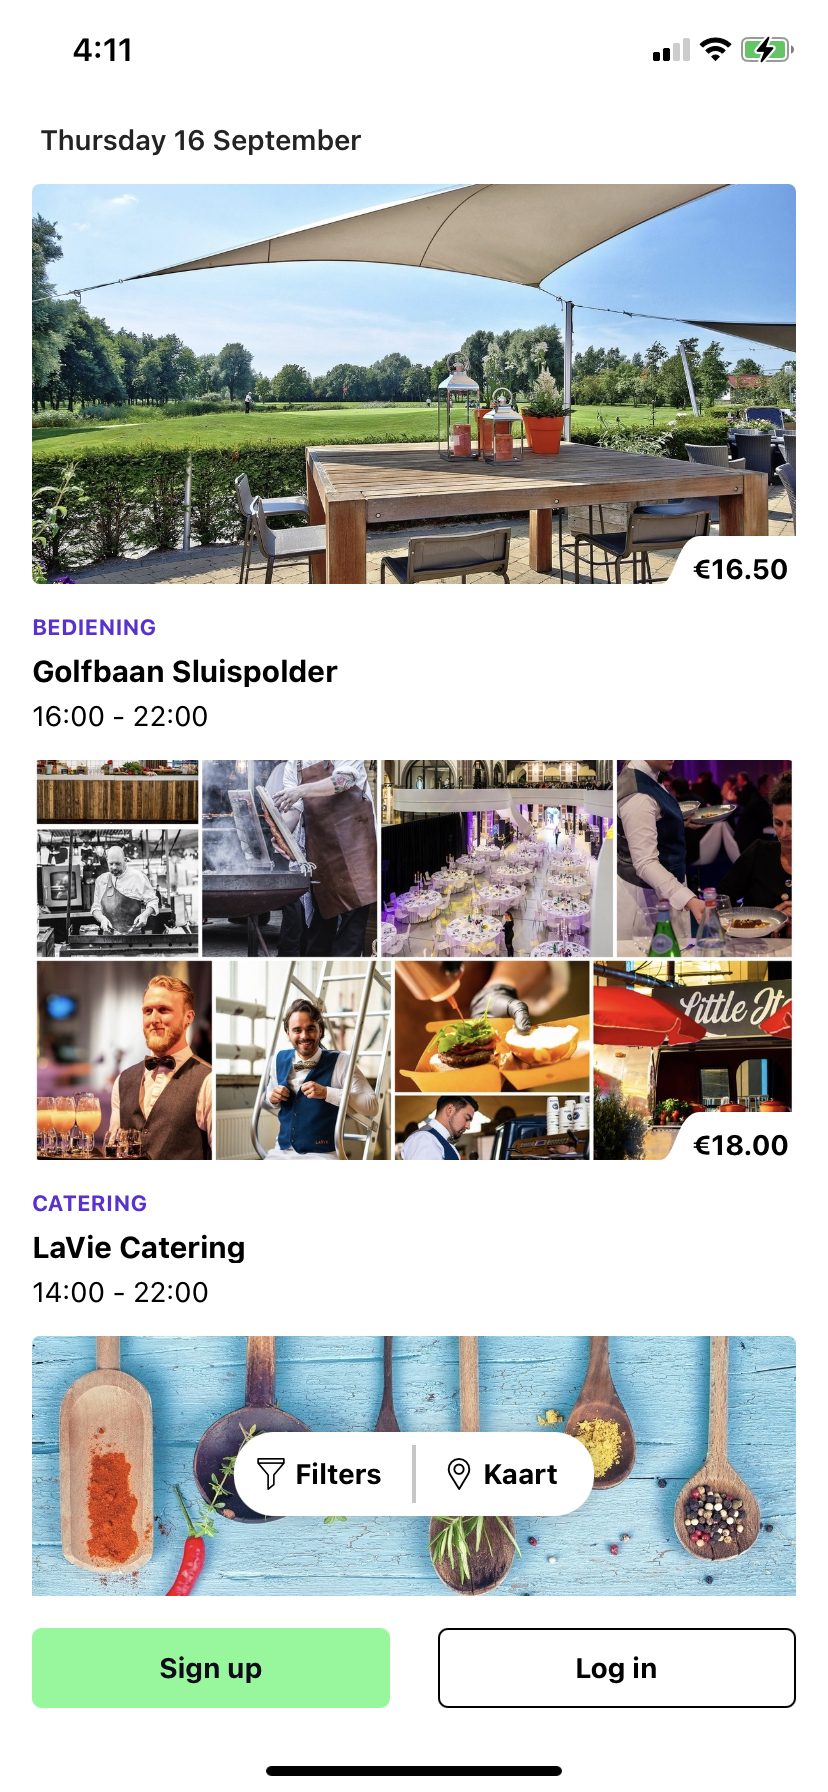 4:11
Thursday 16 September
€16.50
BEDIENING
Golfbaan Sluispolder
16:00 - 22:00
Little It
€18.00
CATERING
LaVie Catering
14:00 - 22:00
Filters
Kaart
Sign up
Log in